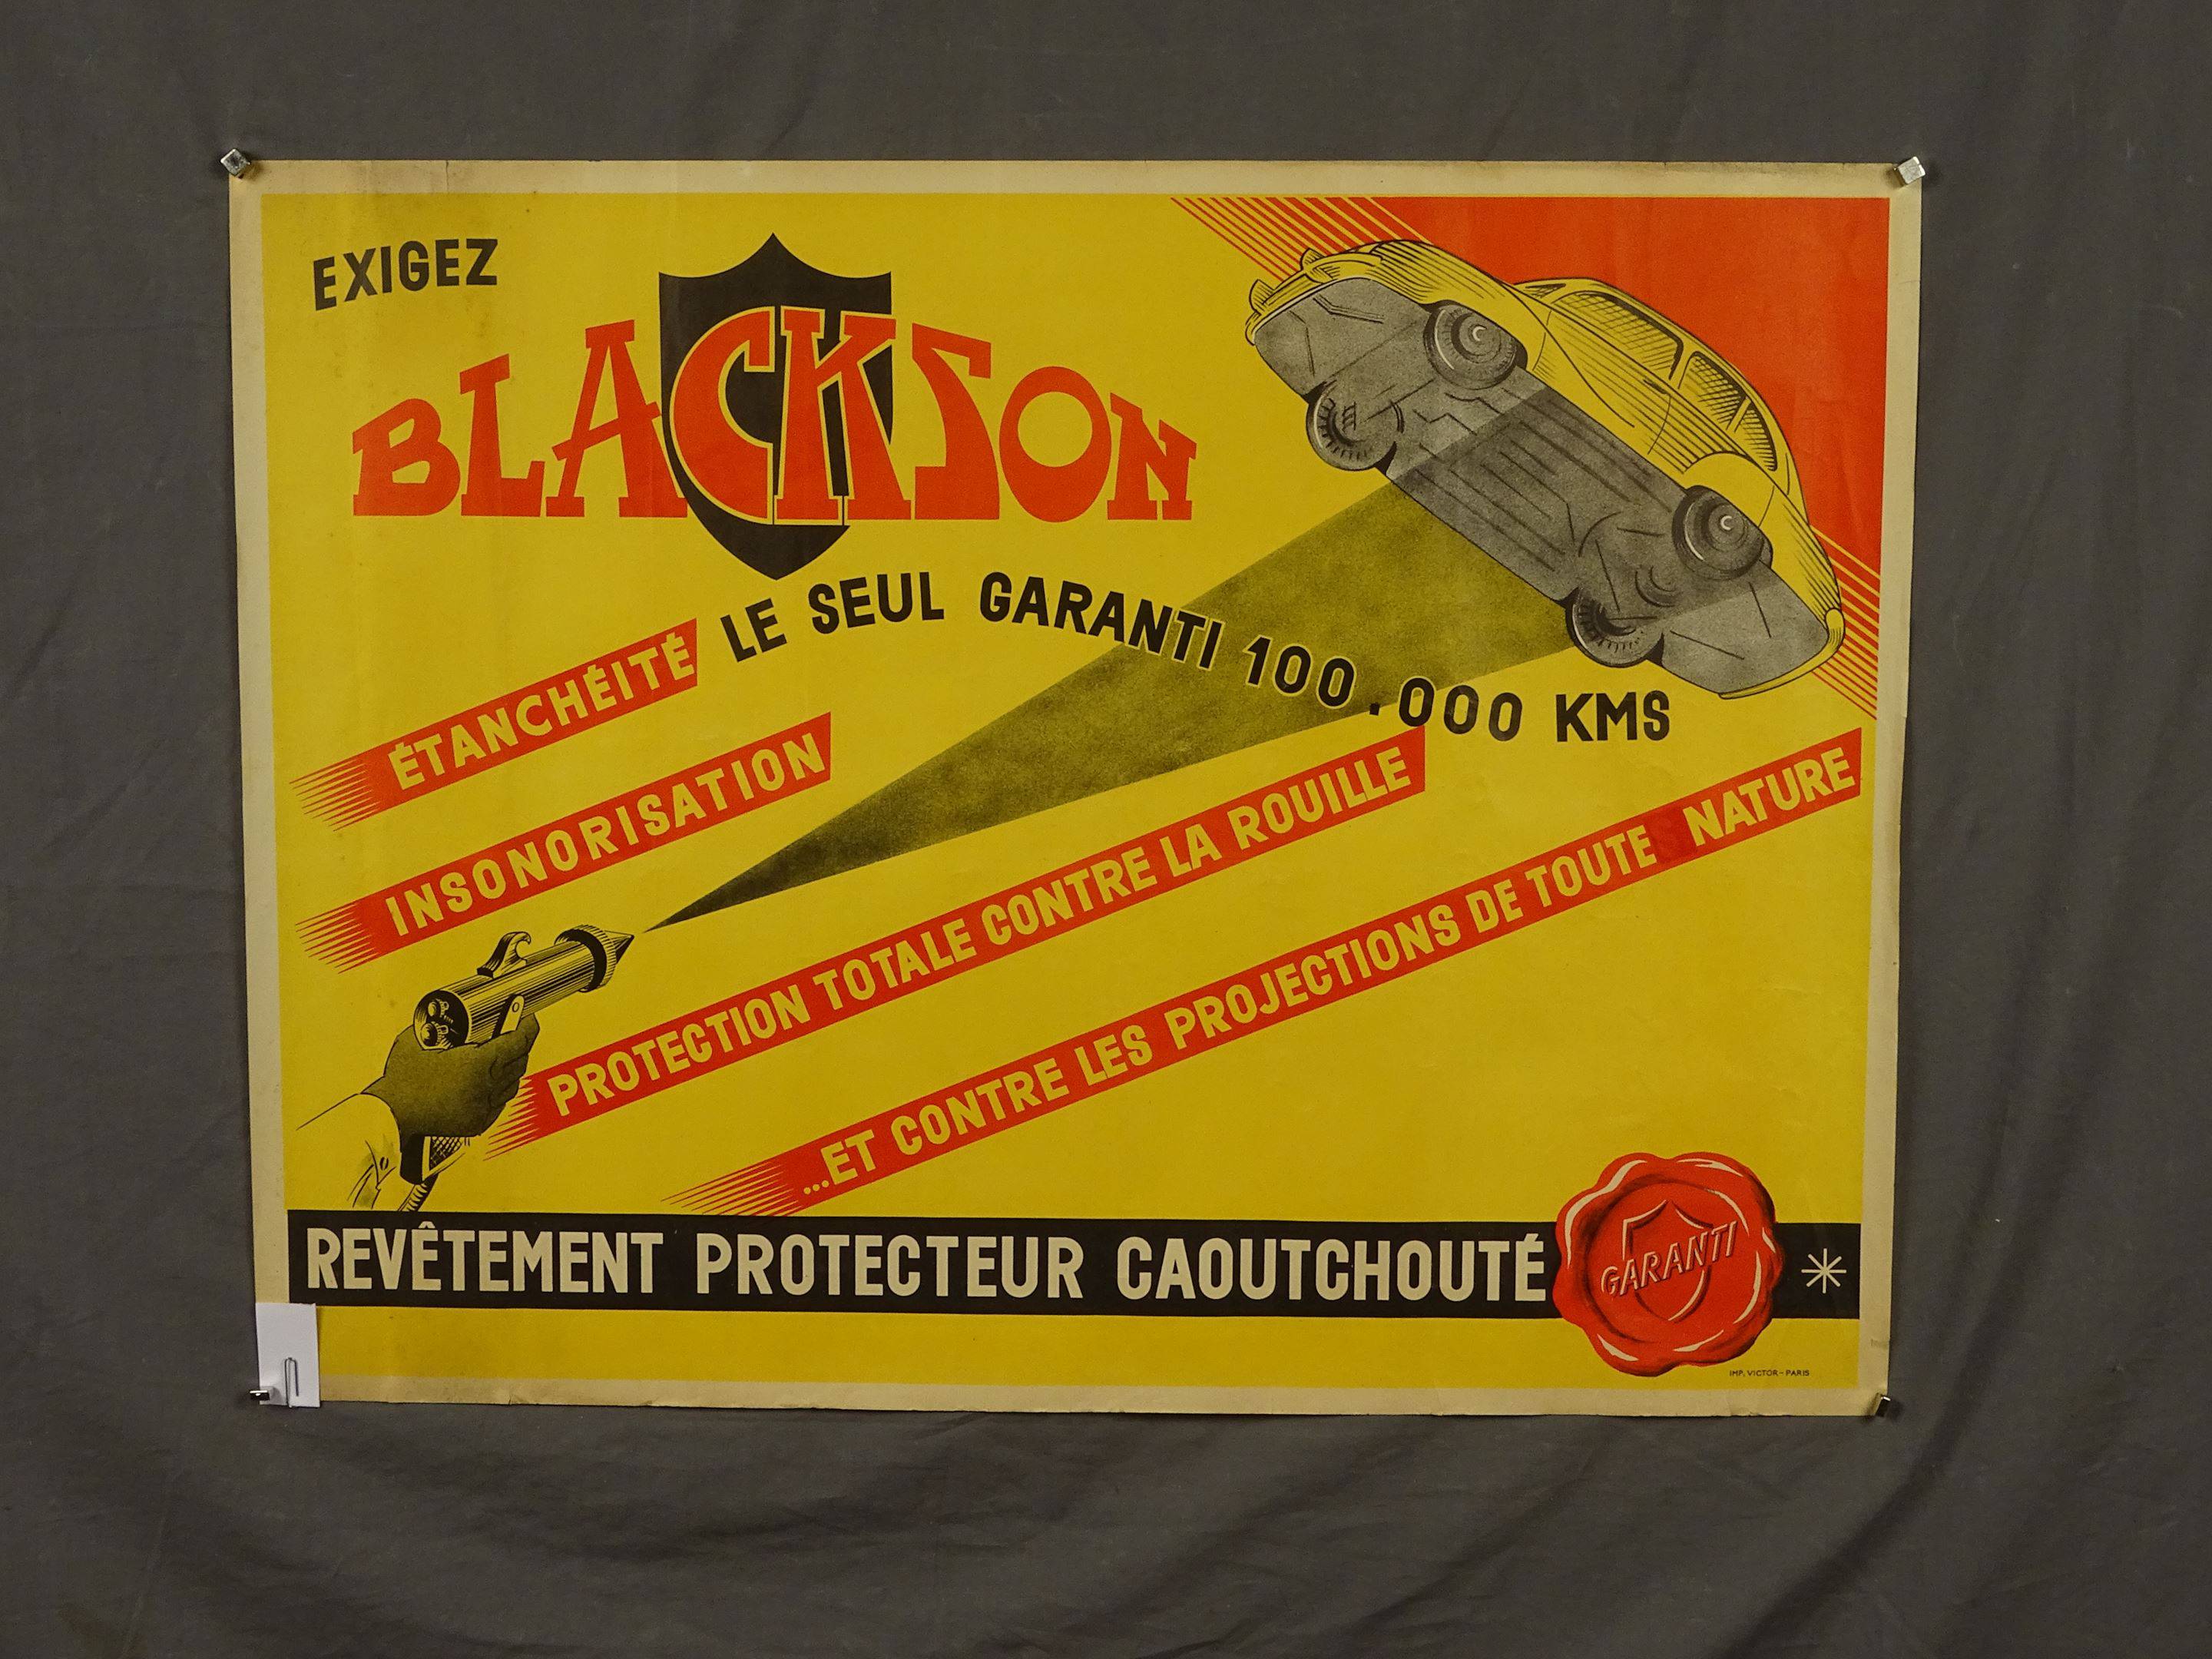 EXIGEZ
BLACKSON
LE SEUL GARANTI 100.000 KMS
ÉTANCHÉITÉ
INSONORISATION
PROTECTION TOTALE CONTRE LA ROUILLE
...ET CONTRE LES PROJECTIONS DE TOUTE NATURE
REVÊTEMENT PROTECTEUR CAOUTCHOUTÉ *
GARANTI
IMP. VICTOR - PARIS